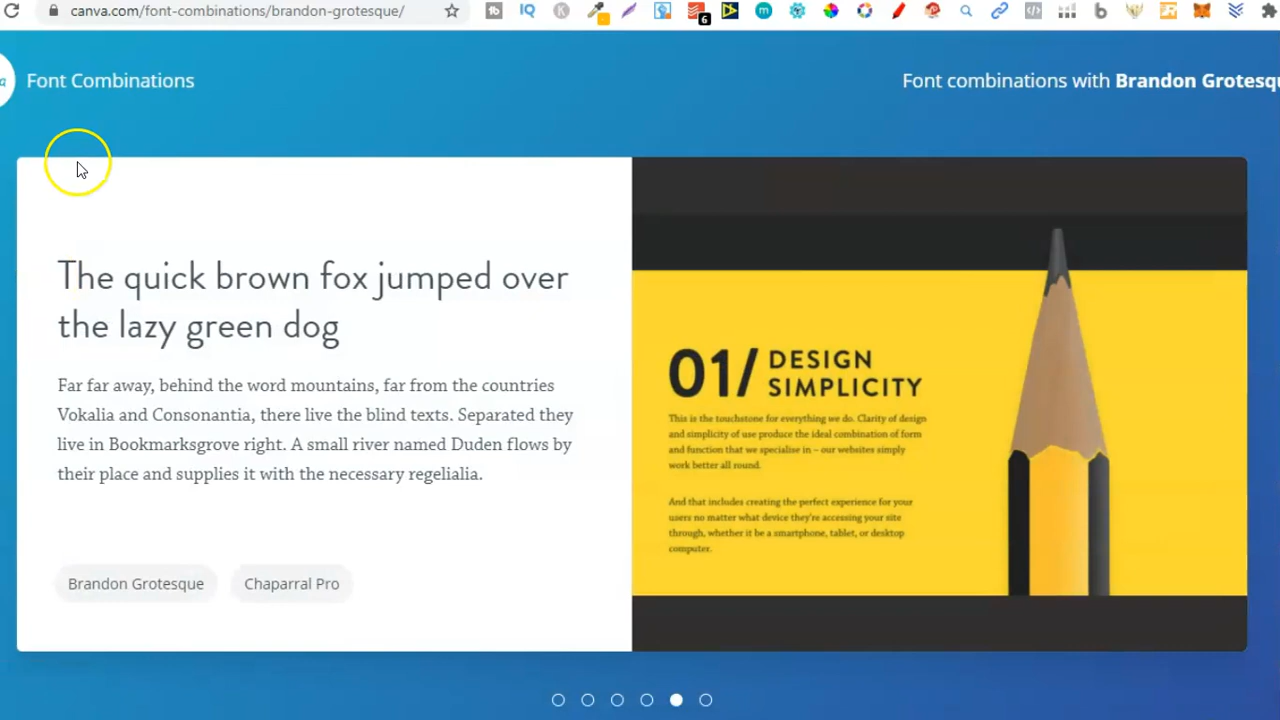 canva.com/font-combinations/brandon-grotesque/
6
Font Combinations
Font combinations with Brandon
The quick brown fox jumped over
the lazy green dog
Far far away, behind the word mountains, far from the countries
Vokalia and Consonantia, there live the blind texts. Separated they
live in Bookmarksgrove right. A small river named Duden flows by
their place and supplies it with the necessary regelialia.
Brandon Grotesque
Chaparral Pro
01/ DESIGN
SIMPLICITY
This is the touchstone for everything we do. Clarity of design
and simplicity of use produce the ideal combination of form
and function that we specialise in – our websites simply
work better all round.
And that includes creating the perfect experience for your
users no matter what device they're accessing your site
through, whether it be a smartphone, tablet, or desktop
computer.